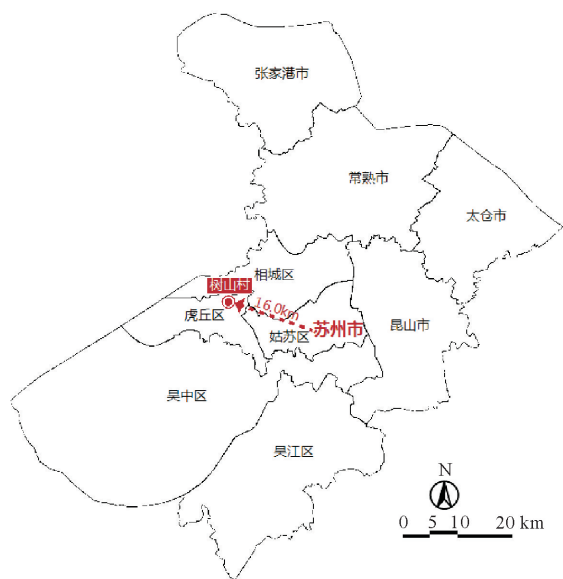 张家港市
常熟市
太仓市
相城区
树山村
16.0km
虎丘区
苏州市
姑苏区
昆山市
吴中区
吴江区
N
0 5 10 20 km